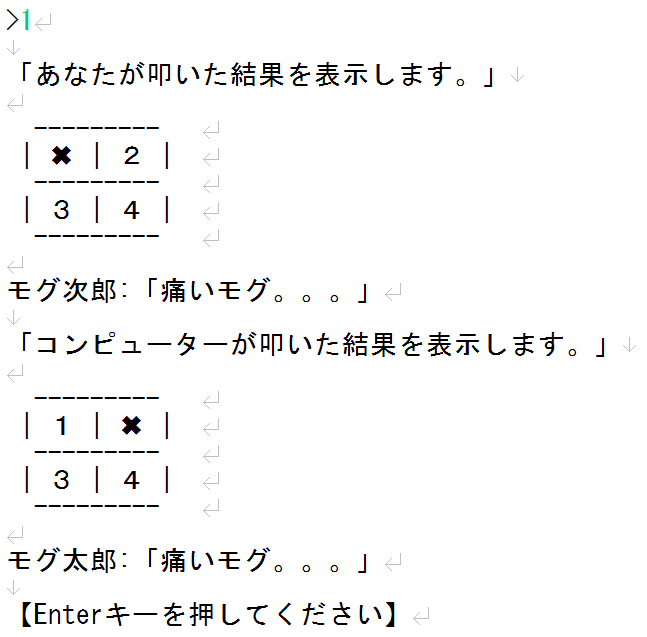 >1
「あなたが叩いた結果を表示します。」
---------
| ✖ | 2 |
---------
| 3 | 4 |
---------
モグ次郎:「痛いモグ。。。」
「コンピューターが叩いた結果を表示します。」
---------
| 1 | ✖ |
---------
| 3 | 4 |
---------
モグ太郎:「痛いモグ。。。」
【Enterキーを押してください】